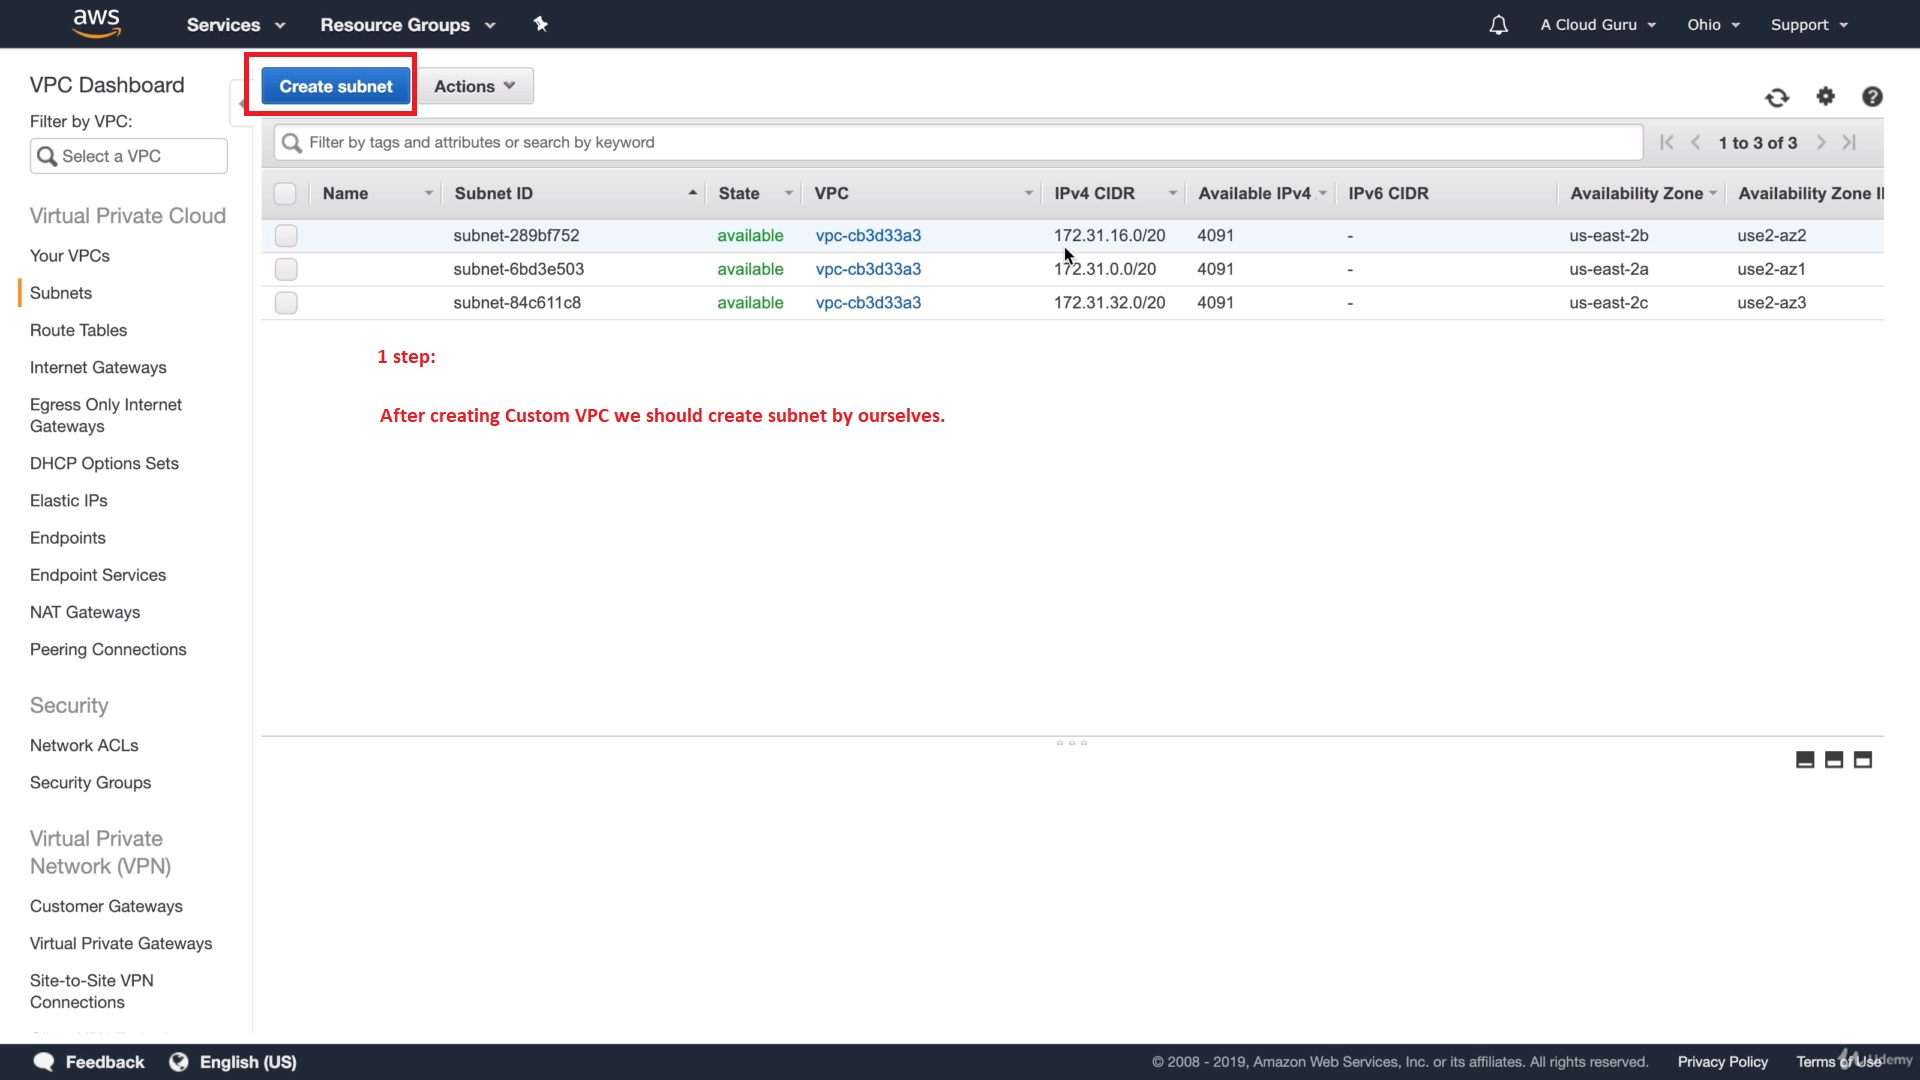 aws Services Resource Groups A Cloud Guru Ohio Support
VPC Dashboard
Filter by VPC:
Select a VPC
Virtual Private Cloud
Your VPCs
Subnets
Route Tables
Internet Gateways
Egress Only Internet
Gateways
DHCP Options Sets
Elastic IPs
Endpoints
Endpoint Services
NAT Gateways
Peering Connections
Security
Network ACLs
Security Groups
Virtual Private
Network (VPN)
Customer Gateways
Virtual Private Gateways
Site-to-Site VPN
Connections
Create subnet Actions
Filter by tags and attributes or search by keyword 1 to 3 of 3
Name Subnet ID State VPC IPv4 CIDR Available IPv4 IPv6 CIDR Availability Zone Availability Zone I
subnet-289bf752 available vpc-cb3d33a3 172.31.16.0/20 4091 - us-east-2b use2-az2
subnet-6bd3e503 available vpc-cb3d33a3 172.31.0.0/20 4091 - us-east-2a use2-az1
subnet-84c611c8 available vpc-cb3d33a3 172.31.32.0/20 4091 - us-east-2c use2-az3
1 step:
After creating Custom VPC we should create subnet by ourselves.
Feedback English (US) © 2008 - 2019, Amazon Web Services, Inc. or its affiliates. All rights reserved. Privacy Policy Terms of Use
Udemy